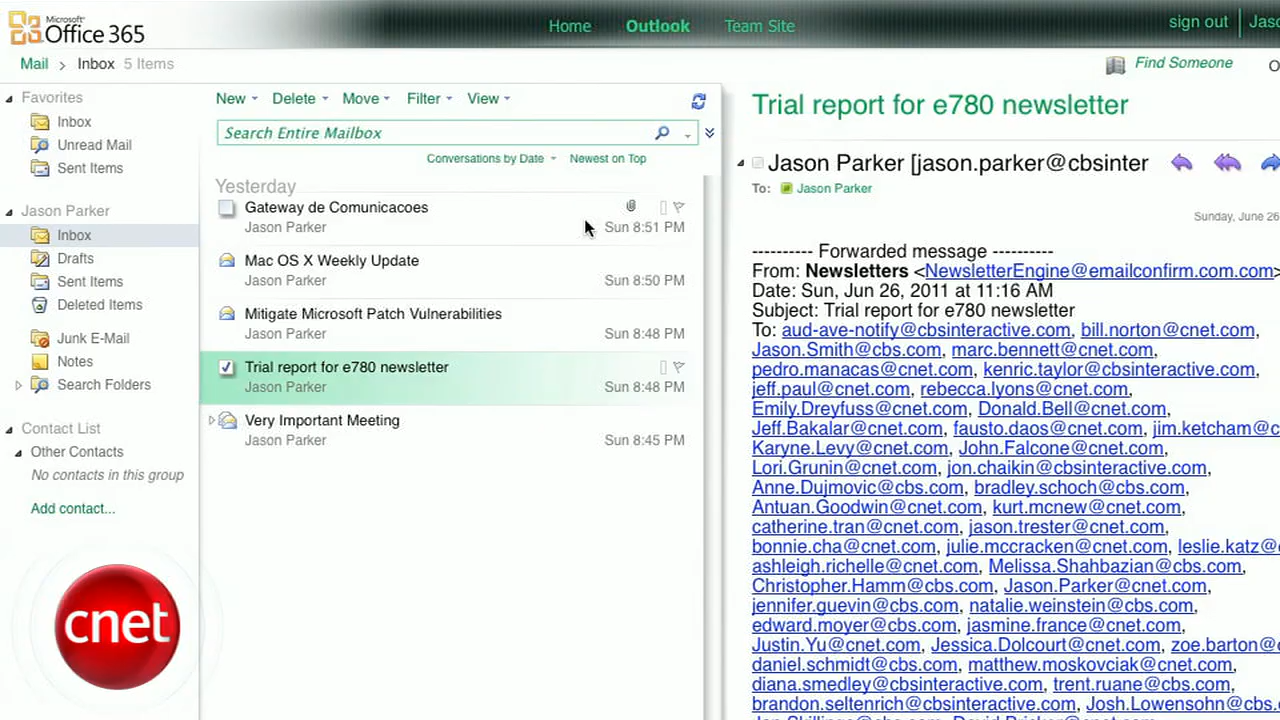 Microsoft®
Office 365
Home Outlook Team Site
sign out
Mail > Inbox 5 Items
Find Someone
Favorites
Inbox
Unread Mail
Sent Items
Jason Parker
Inbox
Drafts
Sent Items
Deleted Items
Junk E-Mail
Notes
Search Folders
Contact List
Other Contacts
No contacts in this group
Add contact...
cnet
New Delete Move Filter View
Search Entire Mailbox
Conversations by Date Newest on Top
Yesterday
Gateway de Comunicacoes
Jason Parker Sun 8:51 PM
Mac OS X Weekly Update
Jason Parker Sun 8:50 PM
Mitigate Microsoft Patch Vulnerabilities
Jason Parker Sun 8:48 PM
Trial report for e780 newsletter
Jason Parker Sun 8:48 PM
Very Important Meeting
Jason Parker Sun 8:45 PM
Trial report for e780 newsletter
Jason Parker [jason.parker@cbsinter
To: Jason Parker
Sunday, June 26
---------- Forwarded message ----------
From: Newsletters <NewsletterEngine@emailconfirm.com.com>
Date: Sun, Jun 26, 2011 at 11:16 AM
Subject: Trial report for e780 newsletter
To: aud-ave-notify@cbsinteractive.com, bill.norton@cnet.com,
Jason.Smith@cbs.com, marc.bennett@cnet.com,
pedro.manacas@cnet.com, kenric.taylor@cbsinteractive.com,
jeff.paul@cnet.com, rebecca.lyons@cnet.com,
Emily.Dreyfuss@cnet.com, Donald.Bell@cnet.com,
Jeff.Bakalar@cnet.com, fausto.daos@cnet.com, jim.ketcham@c
Karyne.Levy@cnet.com, John.Falcone@cnet.com,
Lori.Grunin@cnet.com, jon.chaikin@cbsinteractive.com,
Anne.Dujmovic@cbs.com, bradley.schoch@cbs.com,
Antuan.Goodwin@cnet.com, kurt.mcnew@cnet.com
catherine.tran@cnet.com, jason.trester@cnet.com,
bonnie.cha@cnet.com, julie.mccracken@cnet.com, leslie.katz@
ashleigh.richelle@cnet.com, Melissa.Shahbazian@cbs.com,
Christopher.Hamm@cbs.com, Jason.Parker@cnet.com,
jennifer.guevin@cbs.com, natalie.weinstein@cbs.com,
edward.moyer@cbs.com, jasmine.france@cnet.com,
Justin.Yu@cnet.com, Jessica.Dolcourt@cnet.com, zoe.barton@
daniel.schmidt@cbs.com, matthew.moskovciak@cnet.com,
diana.smedley@cbsinteractive.com, trent.ruane@cbs.com,
brandon.seltenrich@cbsinteractive.com, Josh.Lowensohn@cbs.